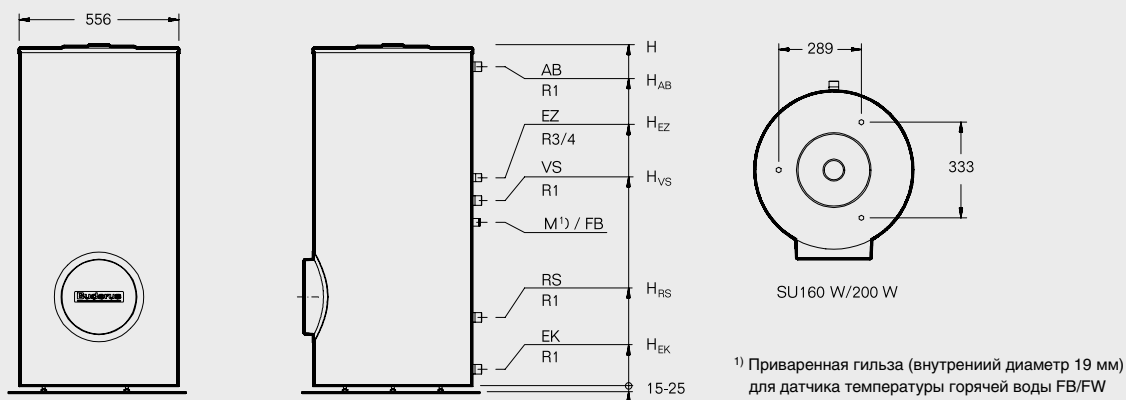 556
Buderus
AB
R1
EZ
R3/4
VS
R1
M¹) / FB
RS
R1
EK
R1
H
H_AB
H_EZ
H_VS
H_RS
H_EK
15-25
289
333
SU160 W/200 W
¹) Приваренная гильза (внутрениий диаметр 19 мм)
для датчика температуры горячей воды FB/FW